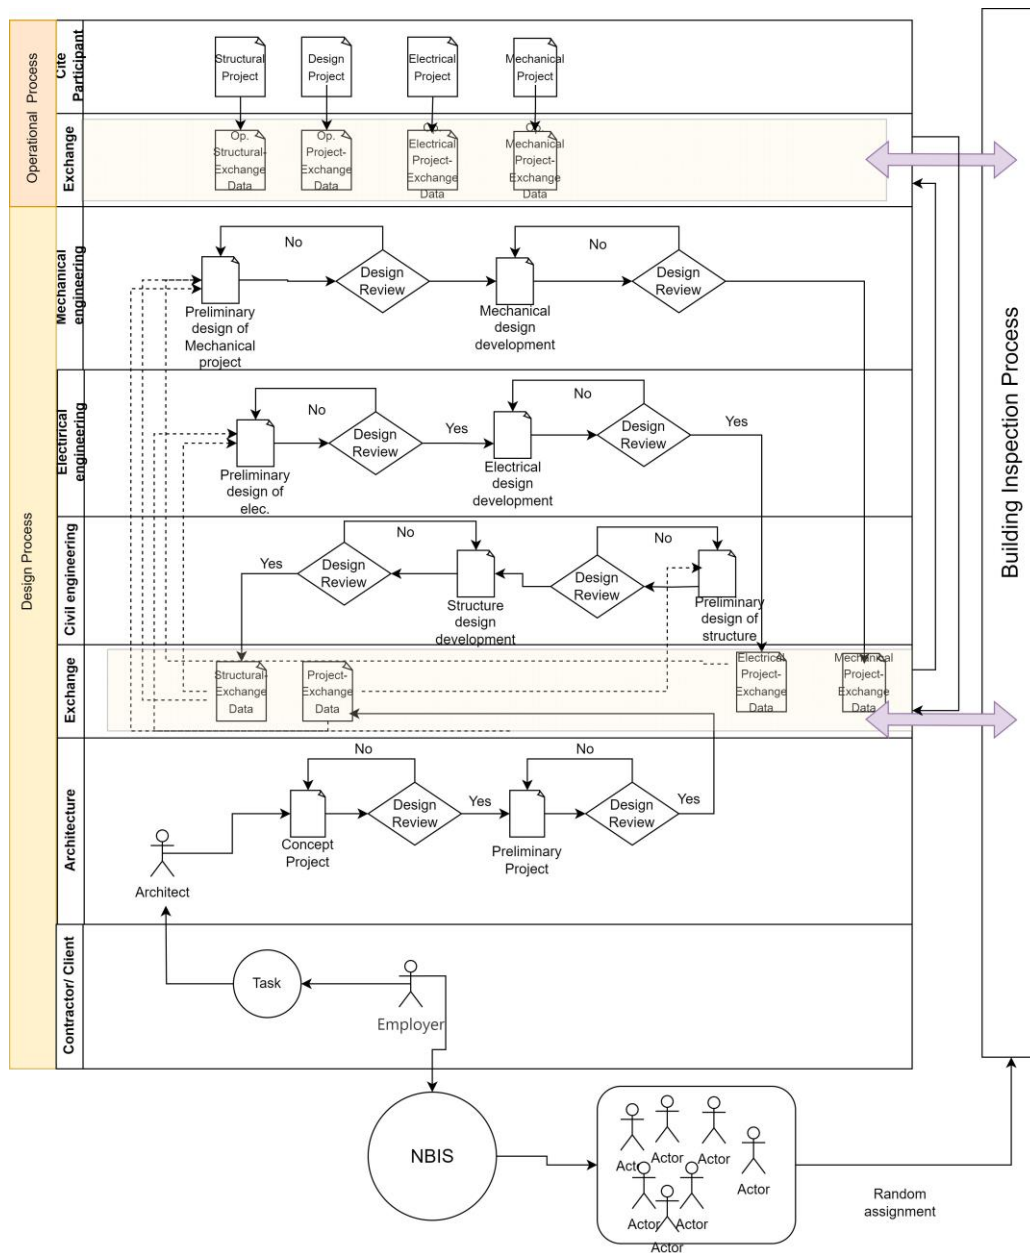 Operational Process
Cite
Participant
Structural
Project
Design
Project
Electrical
Project
Mechanical
Project
Exchange
Op.
Structural-
Exchange
Data
Op.
Project-
Exchange
Data
Op.
Electrical
Project-
Exchange
Data
Op.
Mechanical
Project-
Exchange
Data
Building Inspection Process
Design Process
Mechanical
engineering
No
Design
Review
Preliminary
design of
Mechanical
project
No
Design
Review
Mechanical
design
development
Electrical
engineering
No
Design
Review
Yes
Preliminary
design of
elec.
No
Design
Review
Yes
Electrical
design
development
Civil engineering
Yes
Design
Review
No
Structure
design
development
Design
Review
No
Preliminary
design of
structure
Exchange
Structural-
Exchange
Data
Project-
Exchange
Data
Electrical
Project-
Exchange
Data
Mechanical
Project-
Exchange
Data
Architecture
Architect
No
Design
Review
Yes
Concept
Project
No
Design
Review
Yes
Preliminary
Project
Contractor/ Client
Task
Employer
NBIS
Actor
Actor
Actor
Actor
Actor
Actor
Actor
Random
assignment